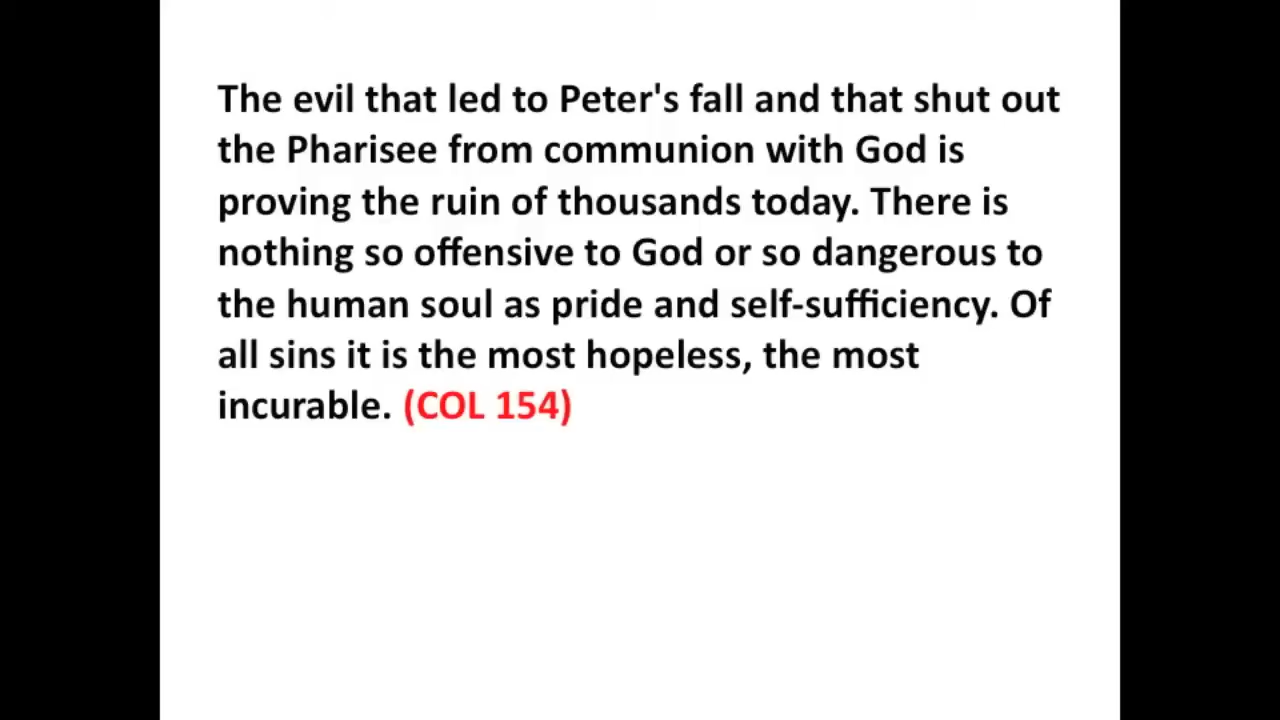 The evil that led to Peter's fall and that shut out
the Pharisee from communion with God is
proving the ruin of thousands today. There is
nothing so offensive to God or so dangerous to
the human soul as pride and self-sufficiency. Of
all sins it is the most hopeless, the most
incurable. (COL 154)